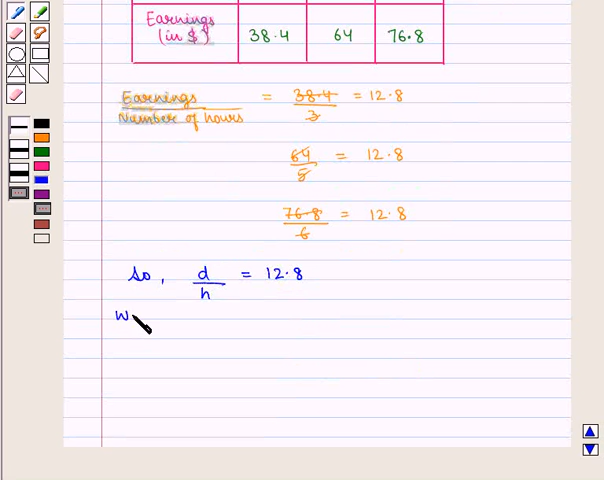 Earnings
(in $) 38.4 64 76.8
Earnings / Number of hours = 38.4 / 3 = 12.8
64 / 5 = 12.8
76.8 / 6 = 12.8
So, d / h = 12.8
W